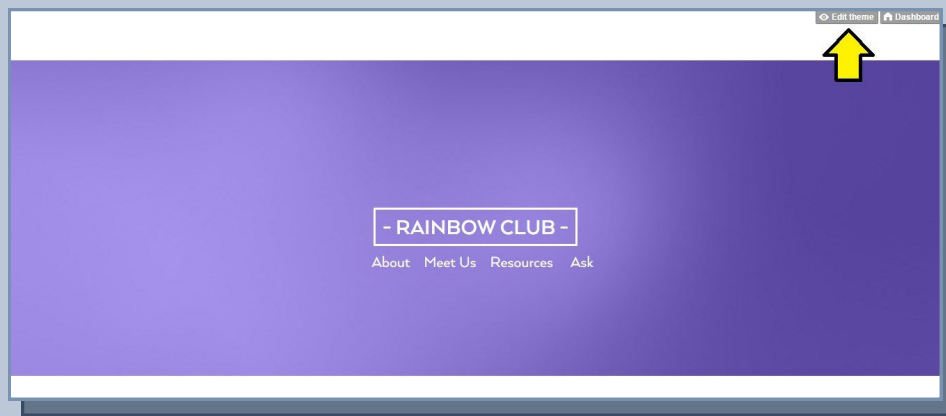 Edit theme Dashboard
- RAINBOW CLUB -
About Meet Us Resources Ask